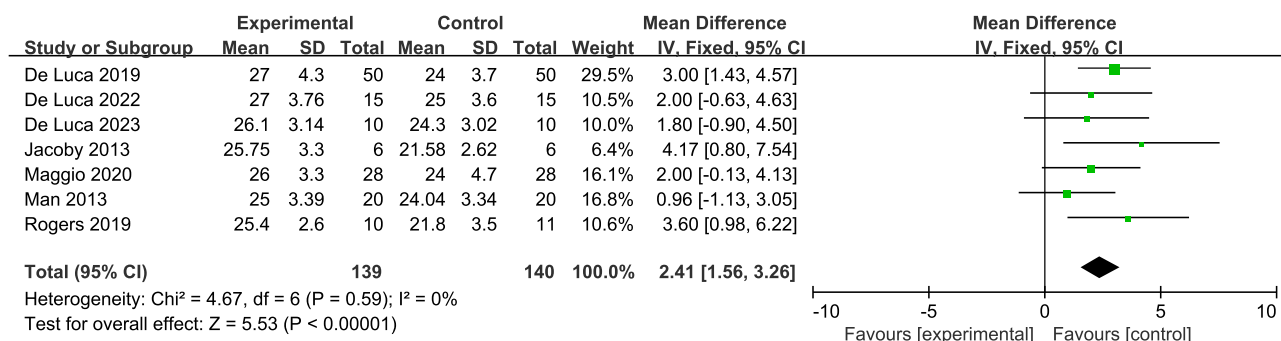 Experimental Control Mean Difference Mean Difference
Study or Subgroup Mean SD Total Mean SD Total Weight IV, Fixed, 95% CI IV, Fixed, 95% CI
De Luca 2019 27 4.3 50 24 3.7 50 29.5% 3.00 [1.43, 4.57]
De Luca 2022 27 3.76 15 25 3.6 15 10.5% 2.00 [-0.63, 4.63]
De Luca 2023 26.1 3.14 10 24.3 3.02 10 10.0% 1.80 [-0.90, 4.50]
Jacoby 2013 25.75 3.3 6 21.58 2.62 6 6.4% 4.17 [0.80, 7.54]
Maggio 2020 26 3.3 28 24 4.7 28 16.1% 2.00 [-0.13, 4.13]
Man 2013 25 3.39 20 24.04 3.34 20 16.8% 0.96 [-1.13, 3.05]
Rogers 2019 25.4 2.6 10 21.8 3.5 11 10.6% 3.60 [0.98, 6.22]
Total (95% CI) 139 140 100.0% 2.41 [1.56, 3.26]
Heterogeneity: Chi² = 4.67, df = 6 (P = 0.59); I² = 0%
Test for overall effect: Z = 5.53 (P < 0.00001)
-10 -5 0 5 10
Favours [experimental] Favours [control]